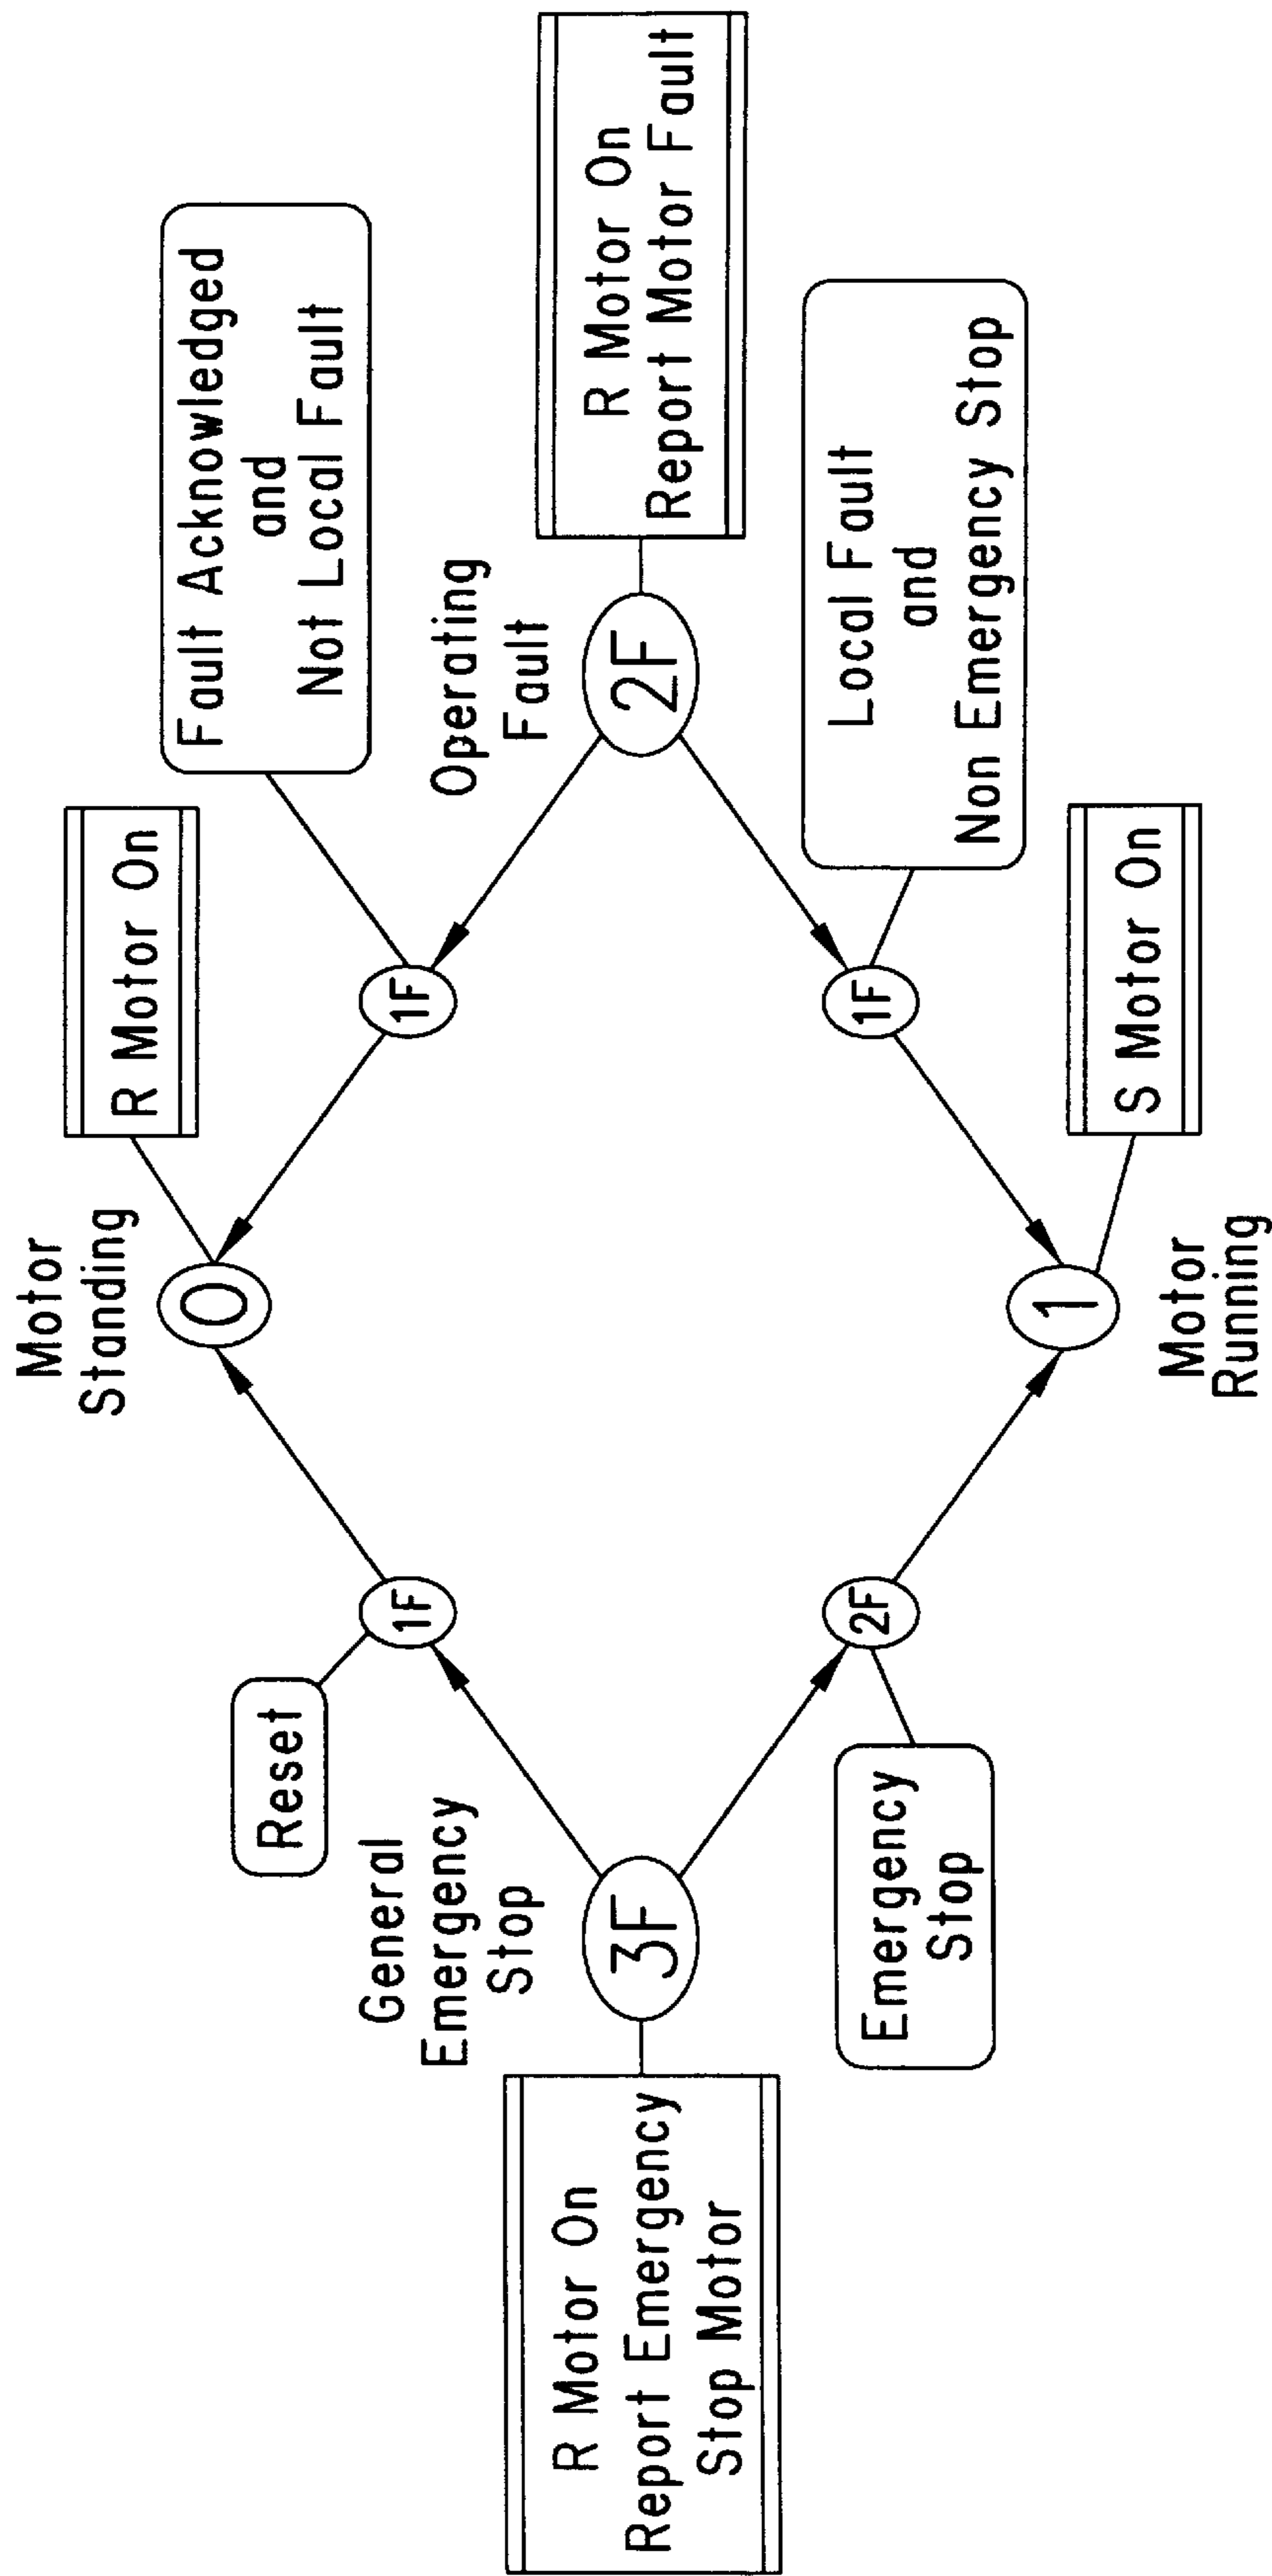 Motor
Standing
0
R Motor On
Reset
1F
1F
Fault Acknowledged
and
Not Local Fault
General
Emergency
Stop
Operating
Fault
R Motor On
Report Emergency
Stop Motor
3F
2F
R Motor On
Report Motor Fault
Emergency
Stop
2F
1F
Local Fault
and
Non Emergency Stop
1
S Motor On
Motor
Running